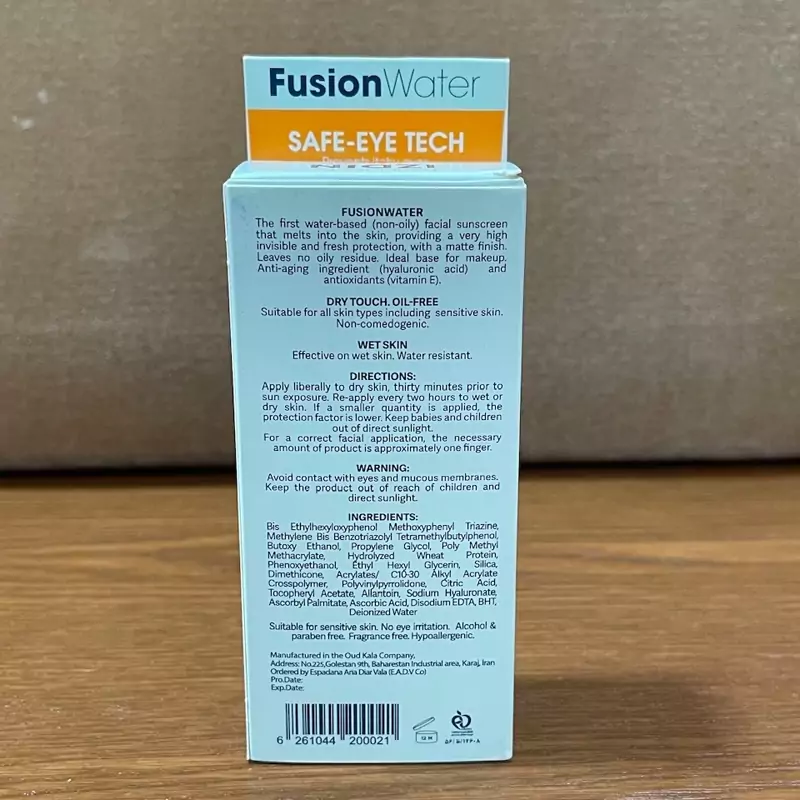 FusionWater
SAFE-EYE TECH
FUSIONWATER
The first water-based (non-oily) facial sunscreen
that melts into the skin, providing a very high
invisible and fresh protection, with a matte finish.
Leaves no oily residue. Ideal base for makeup.
Anti-aging ingredient (hyaluronic acid) and
antioxidants (vitamin E).
DRY TOUCH. OIL-FREE
Suitable for all skin types including sensitive skin.
Non-comedogenic.
WET SKIN
Effective on wet skin. Water resistant.
DIRECTIONS:
Apply liberally to dry skin, thirty minutes prior to
sun exposure. Re-apply every two hours to wet or
dry skin. If a smaller quantity is applied, the
protection factor is lower. Keep babies and children
out of direct sunlight.
For a correct facial application, the necessary
amount of product is approximately one finger.
WARNING:
Avoid contact with eyes and mucous membranes.
Keep the product out of reach of children and
direct sunlight.
INGREDIENTS:
Bis Ethylhexyloxyphenol Methoxyphenyl Triazine,
Methylene Bis Benzotriazolyl Tetramethylbutylphenol,
Butoxy Ethanol, Propylene Glycol, Poly Methyl
Methacrylate, Hydrolyzed Wheat Protein,
Phenoxyethanol, Ethyl Hexyl Glycerin, Silica,
Dimethicone, Acrylates/ C10-30 Alkyl Acrylate
Crosspolymer, Polyvinylpyrrolidone, Citric Acid,
Tocopheryl Acetate, Allantoin, Sodium Hyaluronate,
Ascorbyl Palmitate, Ascorbic Acid, Disodium EDTA, BHT,
Deionized Water
Suitable for sensitive skin. No eye irritation. Alcohol &
paraben free. Fragrance free. Hypoallergenic.
Manufactured in the Oud Kala Company,
Address: No.225,Golestan 9th, Baharestan Industrial area, Karaj, Iran
Ordered by Espadana Aria Diar Vala (E.A.D.V Co)
Pro.Date:
Exp.Date:
6 261044 200021
12 M